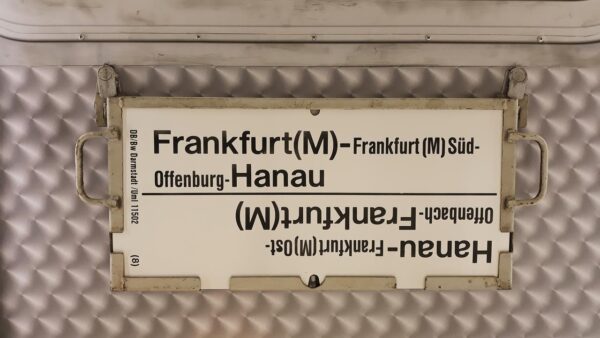 Frankfurt(M)-Frankfurt(M)Süd-
Offenburg-Hanau
Hanau-Frankfurt(M)Ost-
Offenbach-Frankfurt(M)
DB/Bw Darmstadt /Uml 11502
(8)